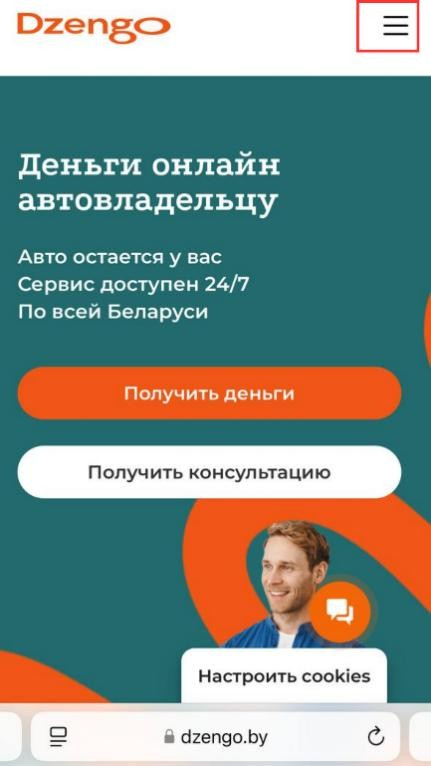 Dzengo
Деньги онлайн
автовладельцу
Авто остается у вас
Сервис доступен 24/7
По всей Беларуси
Получить деньги
Получить консультацию
Настроить cookies
dzengo.by